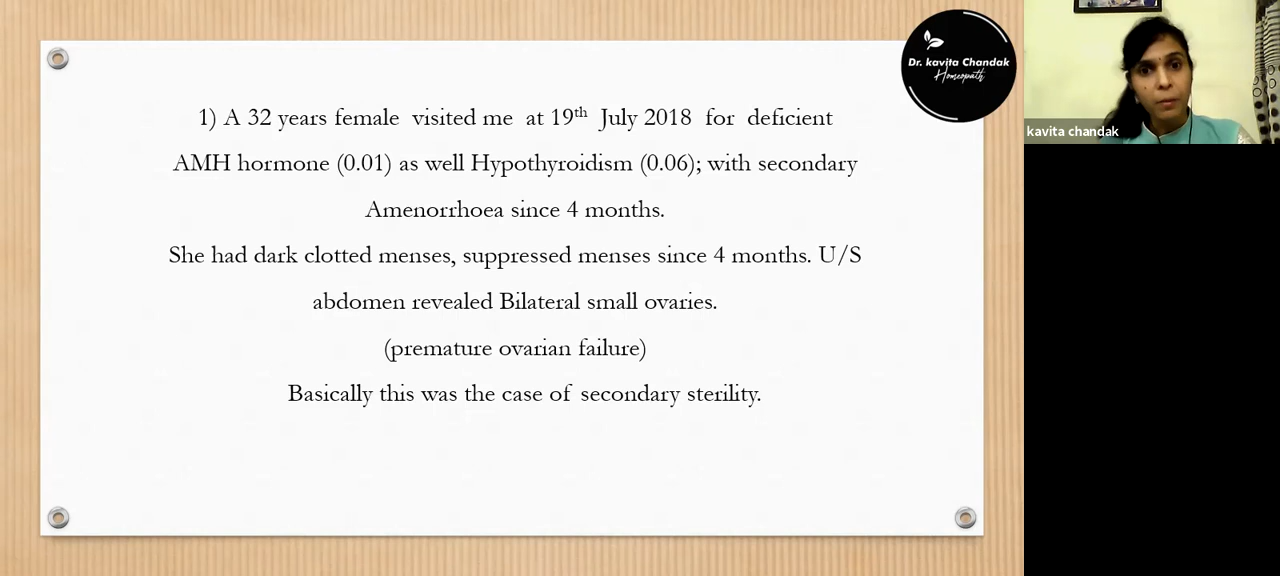 Dr. kavita Chandak
Homeopath
1) A 32 years female visited me at 19th July 2018 for deficient
AMH hormone (0.01) as well Hypothyroidism (0.06); with secondary
Amenorrhoea since 4 months.
She had dark clotted menses, suppressed menses since 4 months. U/S
abdomen revealed Bilateral small ovaries.
(premature ovarian failure)
Basically this was the case of secondary sterility.
kavita chandak